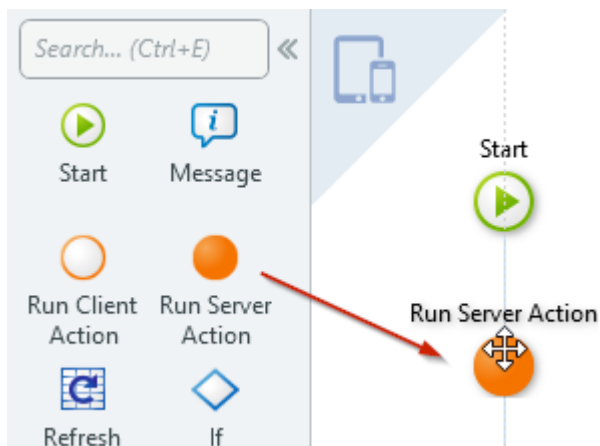 Search... (Ctrl+E)
Start
Message
Run Client
Action
Run Server
Action
Refresh
If
Start
Run Server Action